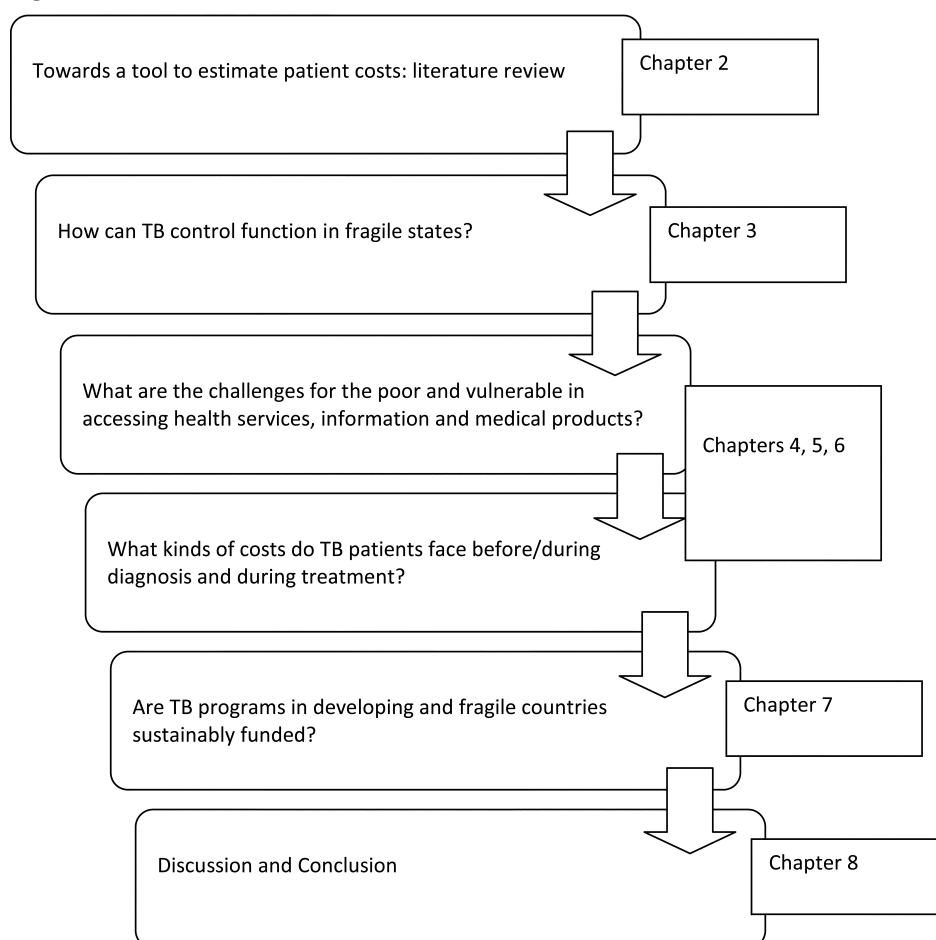 Towards a tool to estimate patient costs: literature review
Chapter 2
How can TB control function in fragile states?
Chapter 3
What are the challenges for the poor and vulnerable in
accessing health services, information and medical products?
Chapters 4, 5, 6
What kinds of costs do TB patients face before/during
diagnosis and during treatment?
Are TB programs in developing and fragile countries
sustainably funded?
Chapter 7
Discussion and Conclusion
Chapter 8